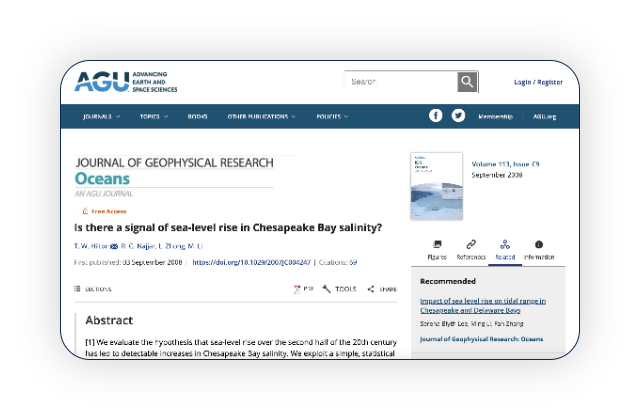 AGU ADVANCING
EARTH AND
SPACE SCIENCES
Search
Login / Register
JOURNALS
TOPICS
BOOKS
OTHER PUBLICATIONS
POLICIES
Membership
AGU.org
JOURNAL OF GEOPHYSICAL RESEARCH
Oceans
AN AGU JOURNAL
Free Access
Is there a signal of sea-level rise in Chesapeake Bay salinity?
T. W. Hilton, R. G. Najjar, L. Zhong, M. Li
First published: 03 September 2008 | https://doi.org/10.1029/2007JC004247 | Citations: 69
SECTIONS
PDF
TOOLS
SHARE
Abstract
[1] We evaluate the hypothesis that sea-level rise over the second half of the 20th century
has led to detectable increases in Chesapeake Bay salinity. We exploit a simple, statistical
Volume 113, Issue C9
September 2008
Figures
References
Related
Information
Recommended
Impact of sea level rise on tidal range in
Chesapeake and Delaware Bays
Serena Blyth Lee, Ming Li, Fan Zhang
Journal of Geophysical Research: Oceans